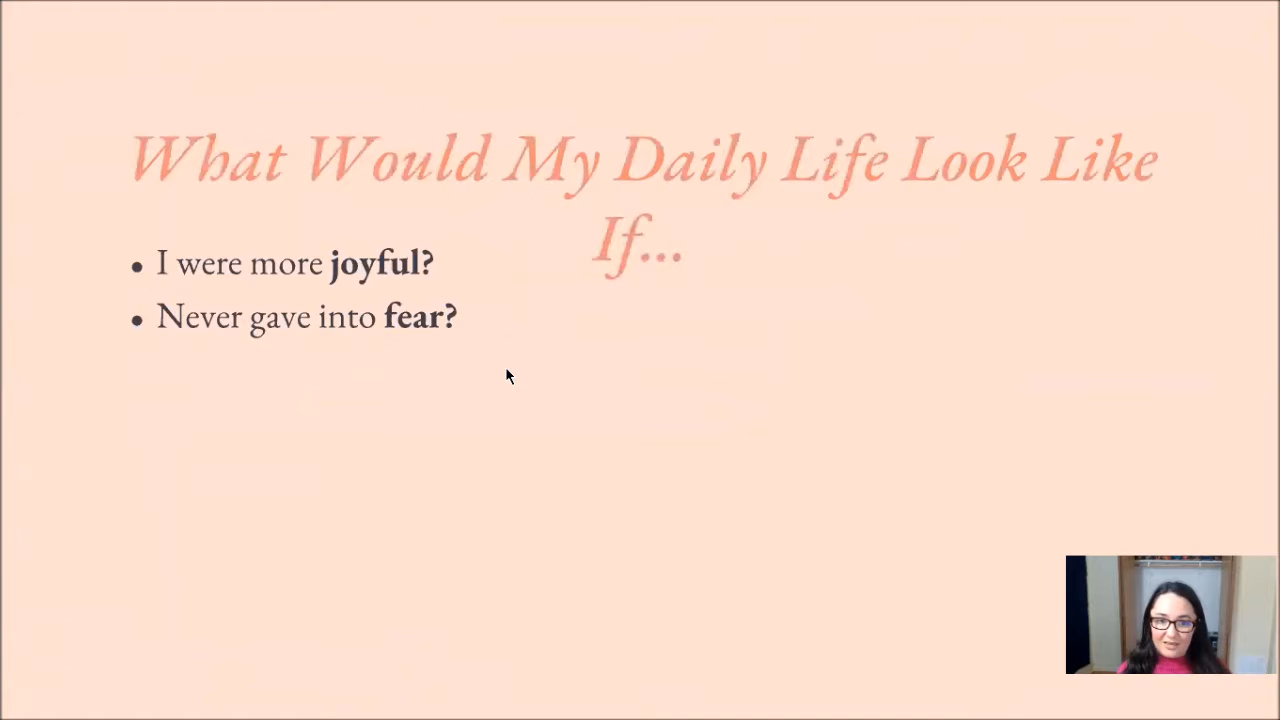 What Would My Daily Life Look Like
If...
• I were more joyful?
• Never gave into fear?